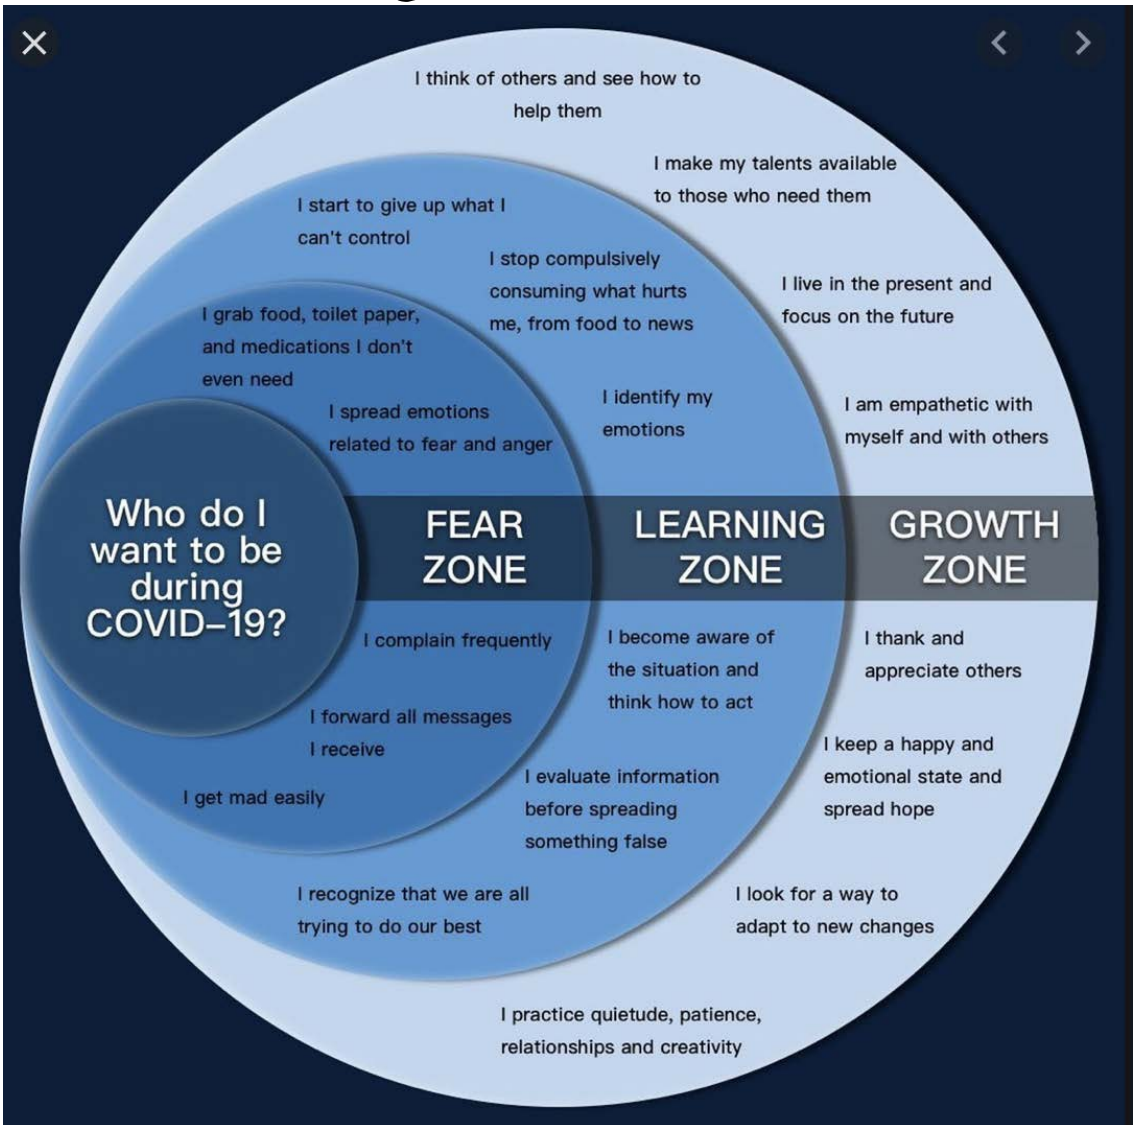 I think of others and see how to
help them
I make my talents available
to those who need them
I start to give up what I
can't control
I stop compulsively
consuming what hurts
me, from food to news
I live in the present and
focus on the future
I grab food, toilet paper,
and medications I don't
even need
I identify my
emotions
I am empathetic with
myself and with others
I spread emotions
related to fear and anger
Who do I
want to be
during
COVID–19?
FEAR
ZONE
LEARNING
ZONE
GROWTH
ZONE
I complain frequently
I become aware of
the situation and
think how to act
I thank and
appreciate others
I forward all messages
I receive
I keep a happy and
emotional state and
spread hope
I get mad easily
I evaluate information
before spreading
something false
I recognize that we are all
trying to do our best
I look for a way to
adapt to new changes
I practice quietude, patience,
relationships and creativity